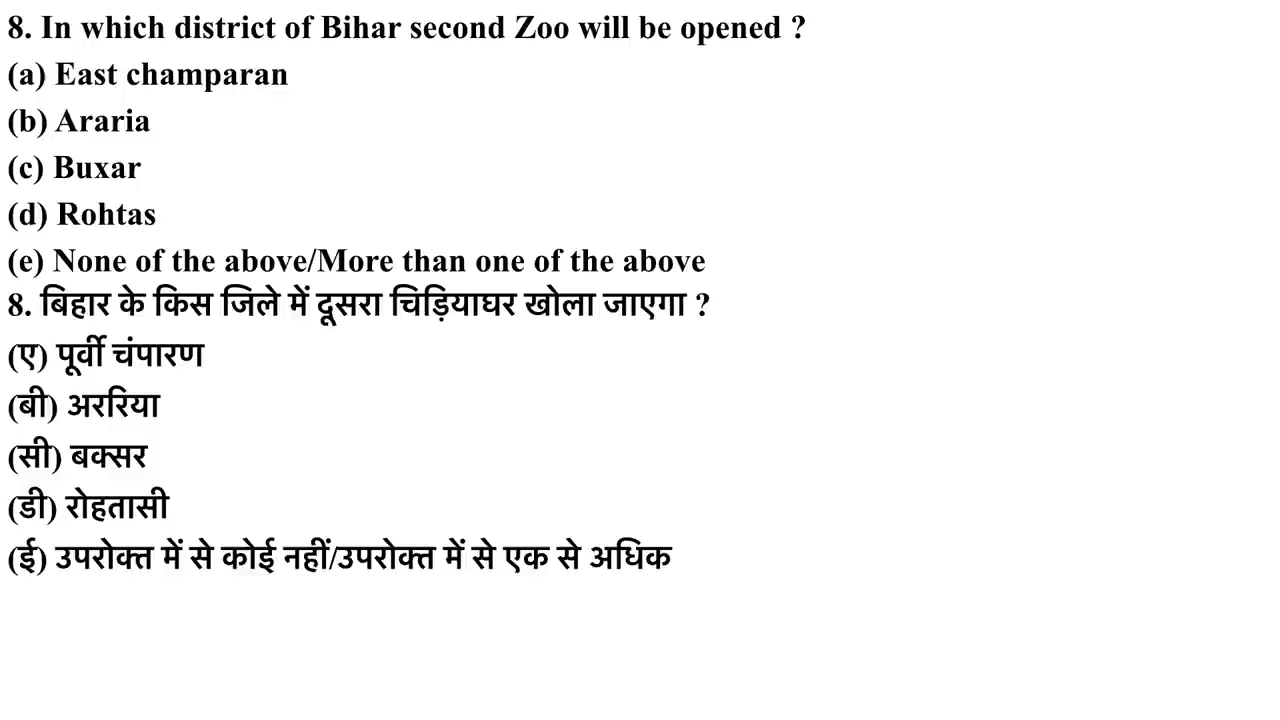 8. In which district of Bihar second Zoo will be opened ?
(a) East champaran
(b) Araria
(c) Buxar
(d) Rohtas
(e) None of the above/More than one of the above
8. बिहार के किस जिले में दूसरा चिड़ियाघर खोला जाएगा ?
(ए) पूर्वी चंपारण
(बी) अररिया
(सी) बक्सर
(डी) रोहतासी
(ई) उपरोक्त में से कोई नहीं/उपरोक्त में से एक से अधिक